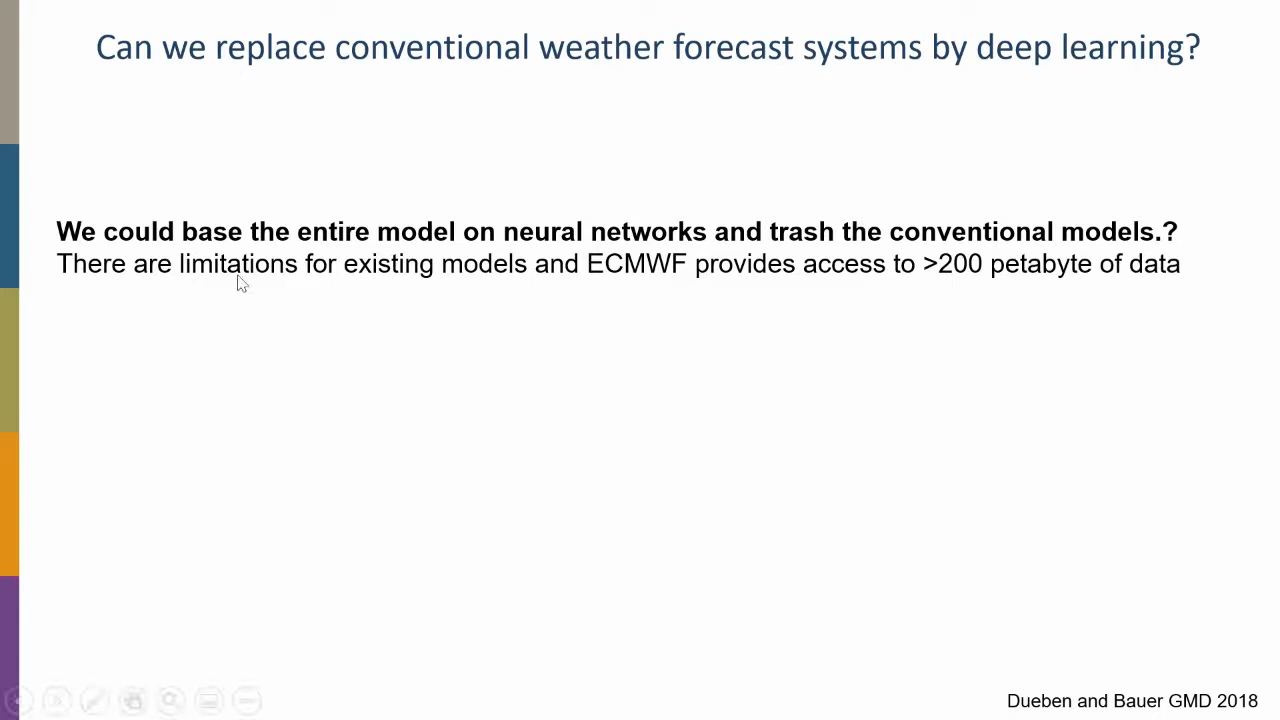 Can we replace conventional weather forecast systems by deep learning?
We could base the entire model on neural networks and trash the conventional models.?
There are limitations for existing models and ECMWF provides access to >200 petabyte of data
Dueben and Bauer GMD 2018